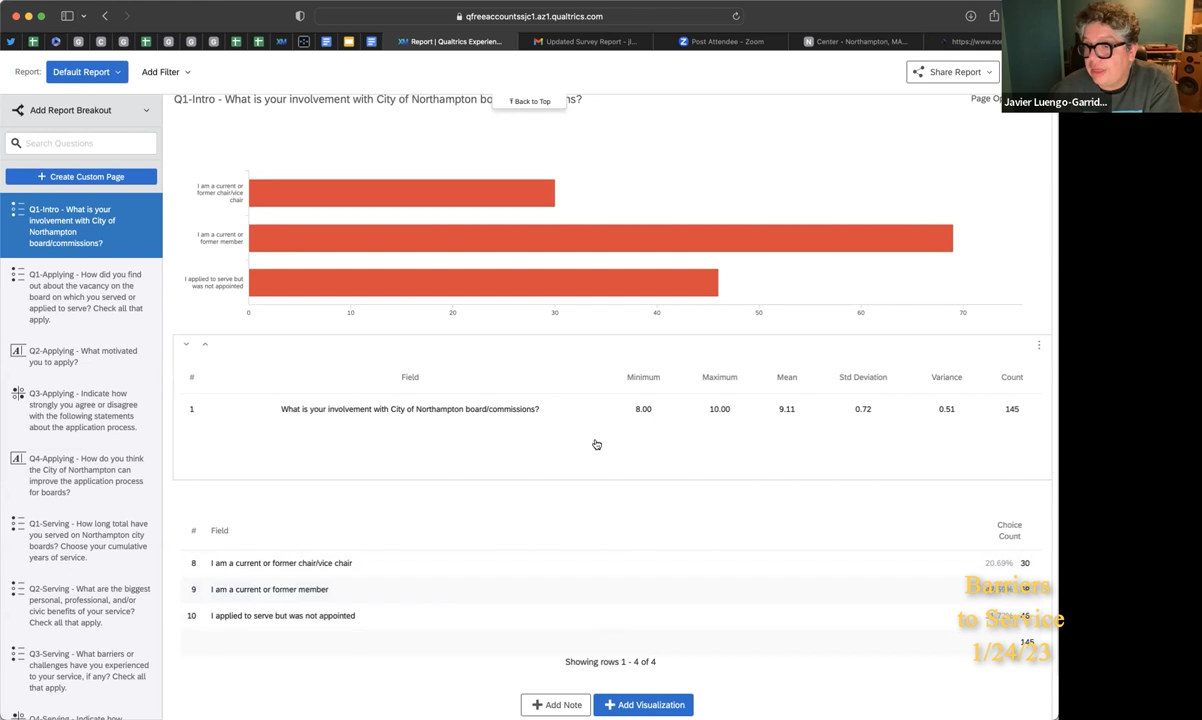 qfreeaccountssjc1.az1.qualtrics.com
Report | Qualtrics Experien...
Updated Survey Report - jl...
Post Attendee - Zoom
Center - Northampton, MA...
Report:
Default Report
Add Filter
Share Report
Javier Luengo-Garrid...
Add Report Breakout
Search Questions
Create Custom Page
Q1-Intro - What is your
involvement with City of
Northampton
board/commissions?
Q1-Applying - How did you find
out about the vacancy on the
board on which you served or
applied to serve? Check all that
apply.
Q2-Applying - What motivated
you to apply?
Q3-Applying - Indicate how
strongly you agree or disagree
with the following statements
about the application process.
Q4-Applying - How do you think
the City of Northampton can
improve the application process
for boards?
Q1-Serving - How long total have
you served on Northampton city
boards? Choose your cumulative
years of service.
Q2-Serving - What are the biggest
personal, professional, and/or
civic benefits of your service?
Check all that apply.
Q3-Serving - What barriers or
challenges have you experienced
to your service, if any? Check all
that apply.
Q1-Intro - What is your involvement with City of Northampton
Back to Top
I am a current or
former chair/vice
chair
I am a current or
former member
I applied to serve but
was not appointed
0 10 20 30 40 50 60 70
# Field Minimum Maximum Mean Std Deviation Variance Count
1 What is your involvement with City of Northampton board/commissions? 8.00 10.00 9.11 0.72 0.51 145
# Field Choice
Count
8 I am a current or former chair/vice chair 20.69% 30
9 I am a current or former member
10 I applied to serve but was not appointed
145
Barriers
to Service
1/24/23
Showing rows 1 - 4 of 4
Add Note
Add Visualization